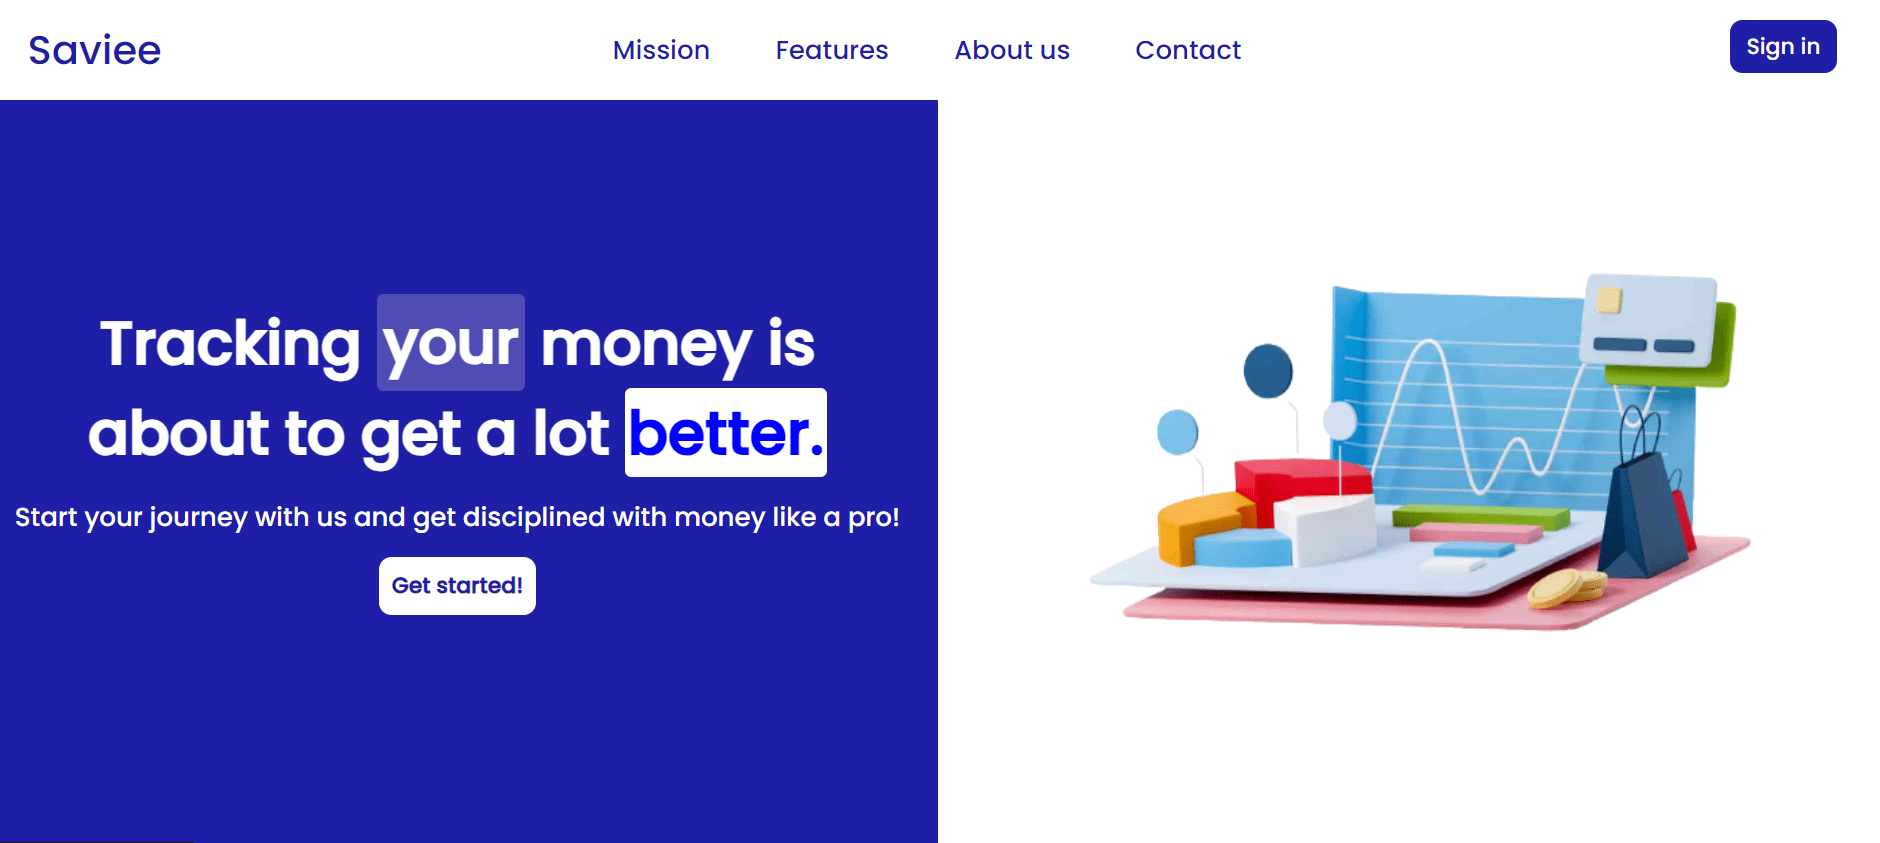 Saviee
Mission
Features
About us
Contact
Sign in
Tracking your money is
about to get a lot better.
Start your journey with us and get disciplined with money like a pro!
Get started!